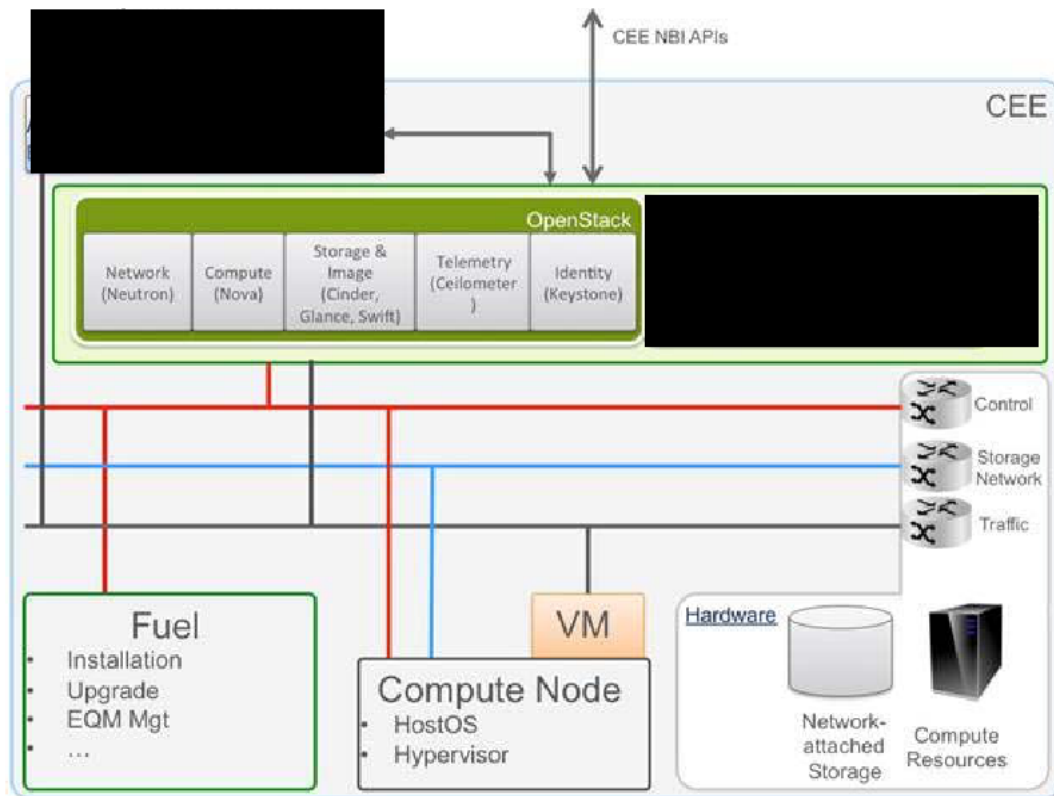 CEE NBI APIs
CEE
OpenStack
Network
(Neutron)
Compute
(Nova)
Storage &
Image
(Cinder,
Glance, Swift)
Telemetry
(Ceilometer
)
Identity
(Keystone)
Control
Storage
Network
Traffic
Fuel
• Installation
• Upgrade
• EQM Mgt
• ...
VM
Compute Node
• HostOS
• Hypervisor
Hardware
Network-
attached
Storage
Compute
Resources